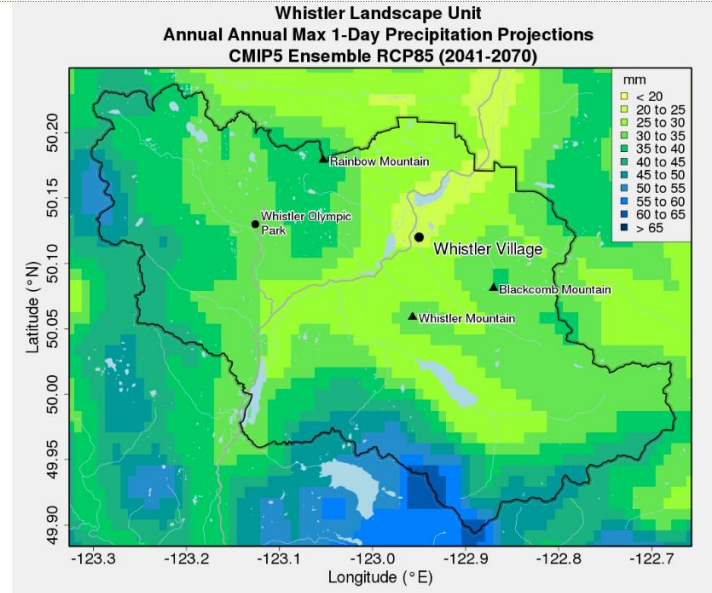 Whistler Landscape Unit
Annual Annual Max 1-Day Precipitation Projections
CMIP5 Ensemble RCP85 (2041-2070)
mm
< 20
20 to 25
25 to 30
30 to 35
35 to 40
40 to 45
45 to 50
50 to 55
55 to 60
60 to 65
> 65
Rainbow Mountain
Whistler Olympic
Park
Whistler Village
Blackcomb Mountain
Whistler Mountain
Latitude (°N)
50.20
50.15
50.10
50.05
50.00
49.95
49.90
-123.3
-123.2
-123.1
-123.0
-122.9
-122.8
-122.7
Longitude (°E)